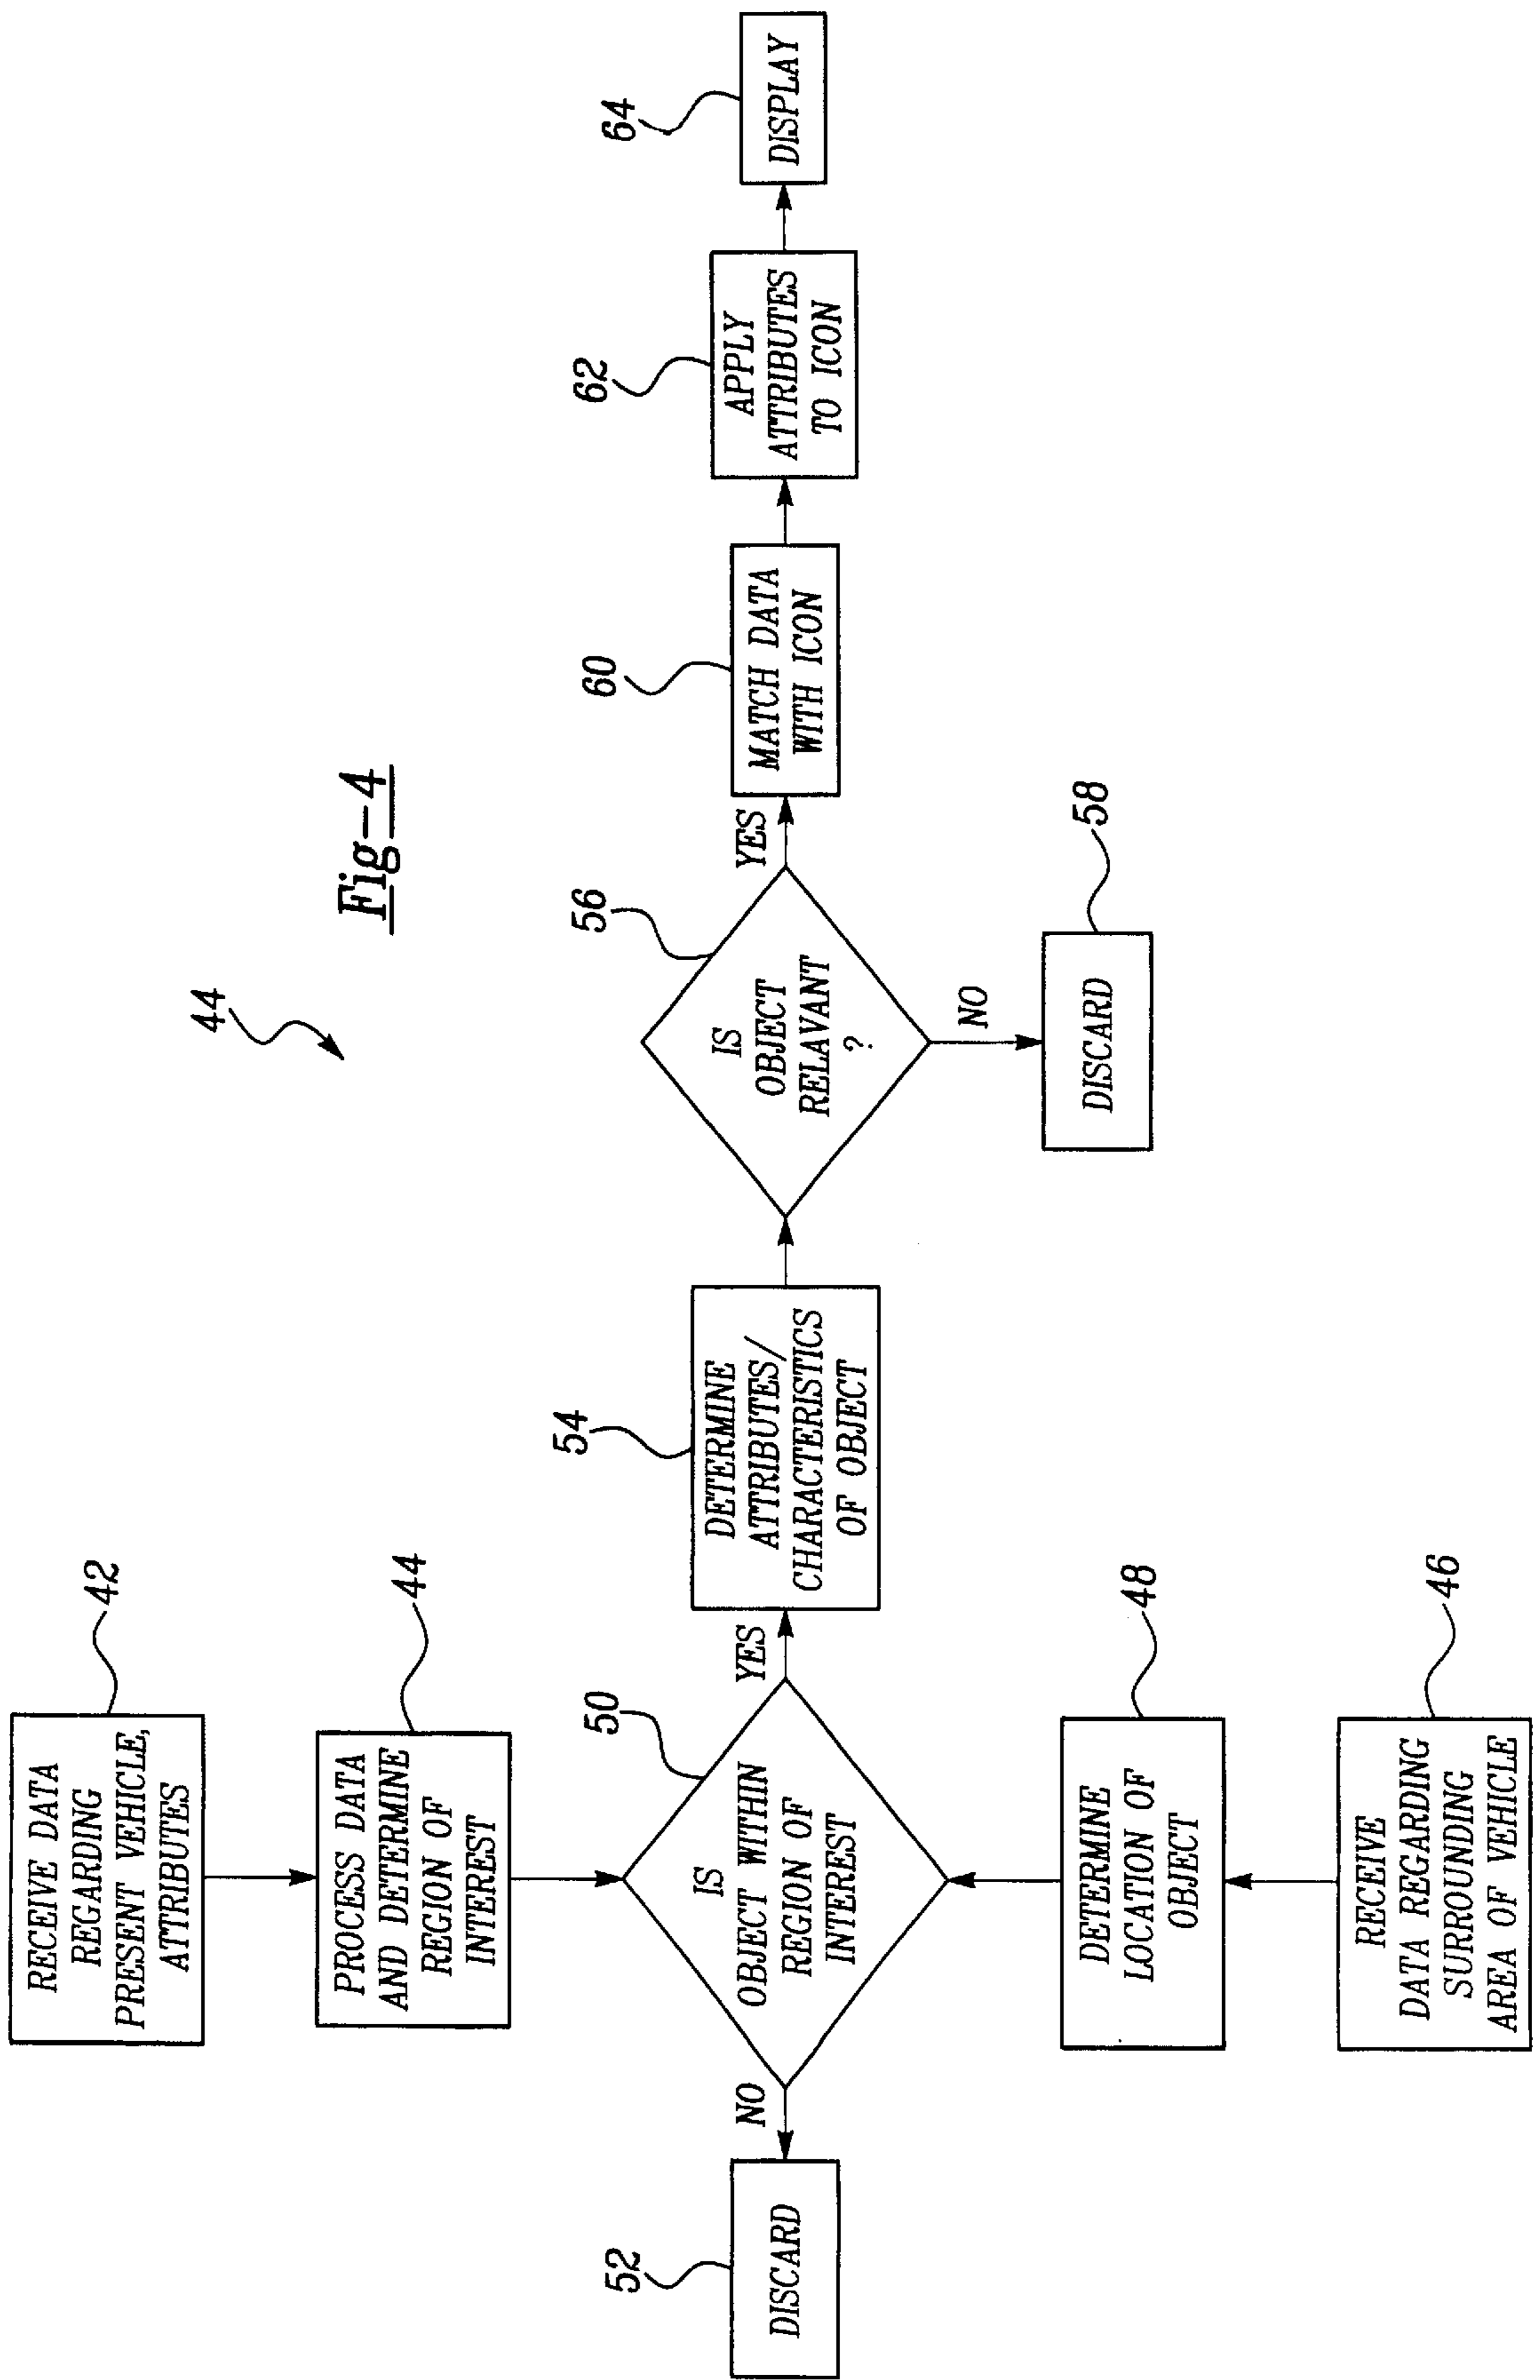 44
Fig-4
42
RECEIVE DATA
REGARDING
PRESENT VEHICLE,
ATTRIBUTES
44
PROCESS DATA
AND DETERMINE
REGION OF
INTEREST
52
DISCARD
NO
50
IS
OBJECT WITHIN
REGION OF
INTEREST
YES
54
DETERMINE
ATTRIBUTES/
CHARACTERISTICS
OF OBJECT
56
IS
OBJECT
RELAVANT
?
YES
60
MATCH DATA
WITH ICON
62
APPLY
ATTRIBUTES
TO ICON
64
DISPLAY
NO
58
DISCARD
48
DETERMINE
LOCATION OF
OBJECT
46
RECEIVE
DATA REGARDING
SURROUNDING
AREA OF VEHICLE